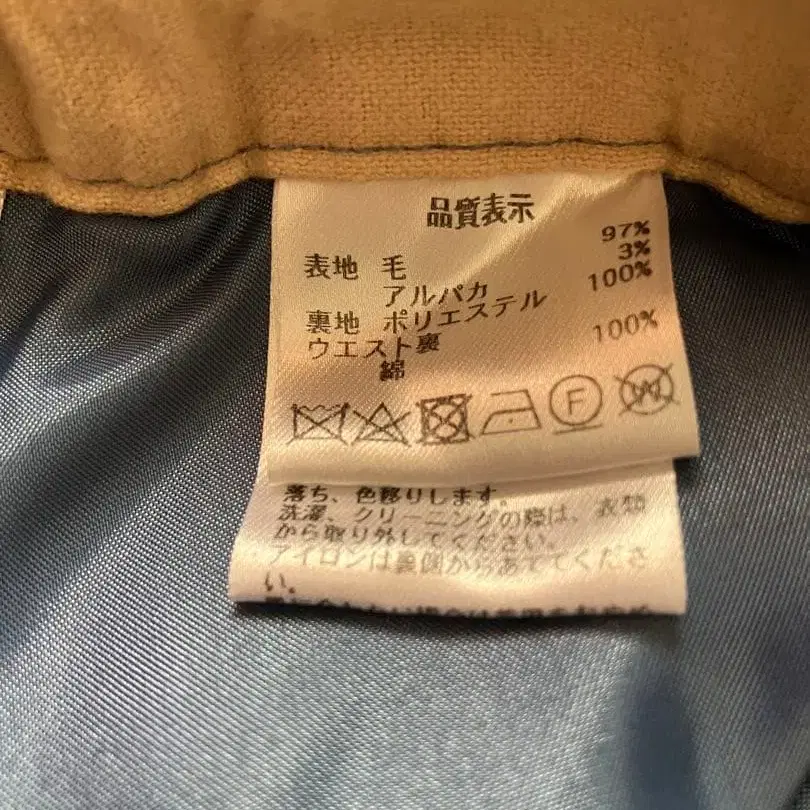 品質表示
表地 毛 97%
アルパカ 3%
裏地 ポリエステル 100%
ウエスト裏
綿 100%
F W
落ち、色移りします。
洗濯、クリーニングの際は、衣類
から取り外してください。
アイロンは裏側からあててくださ
い。